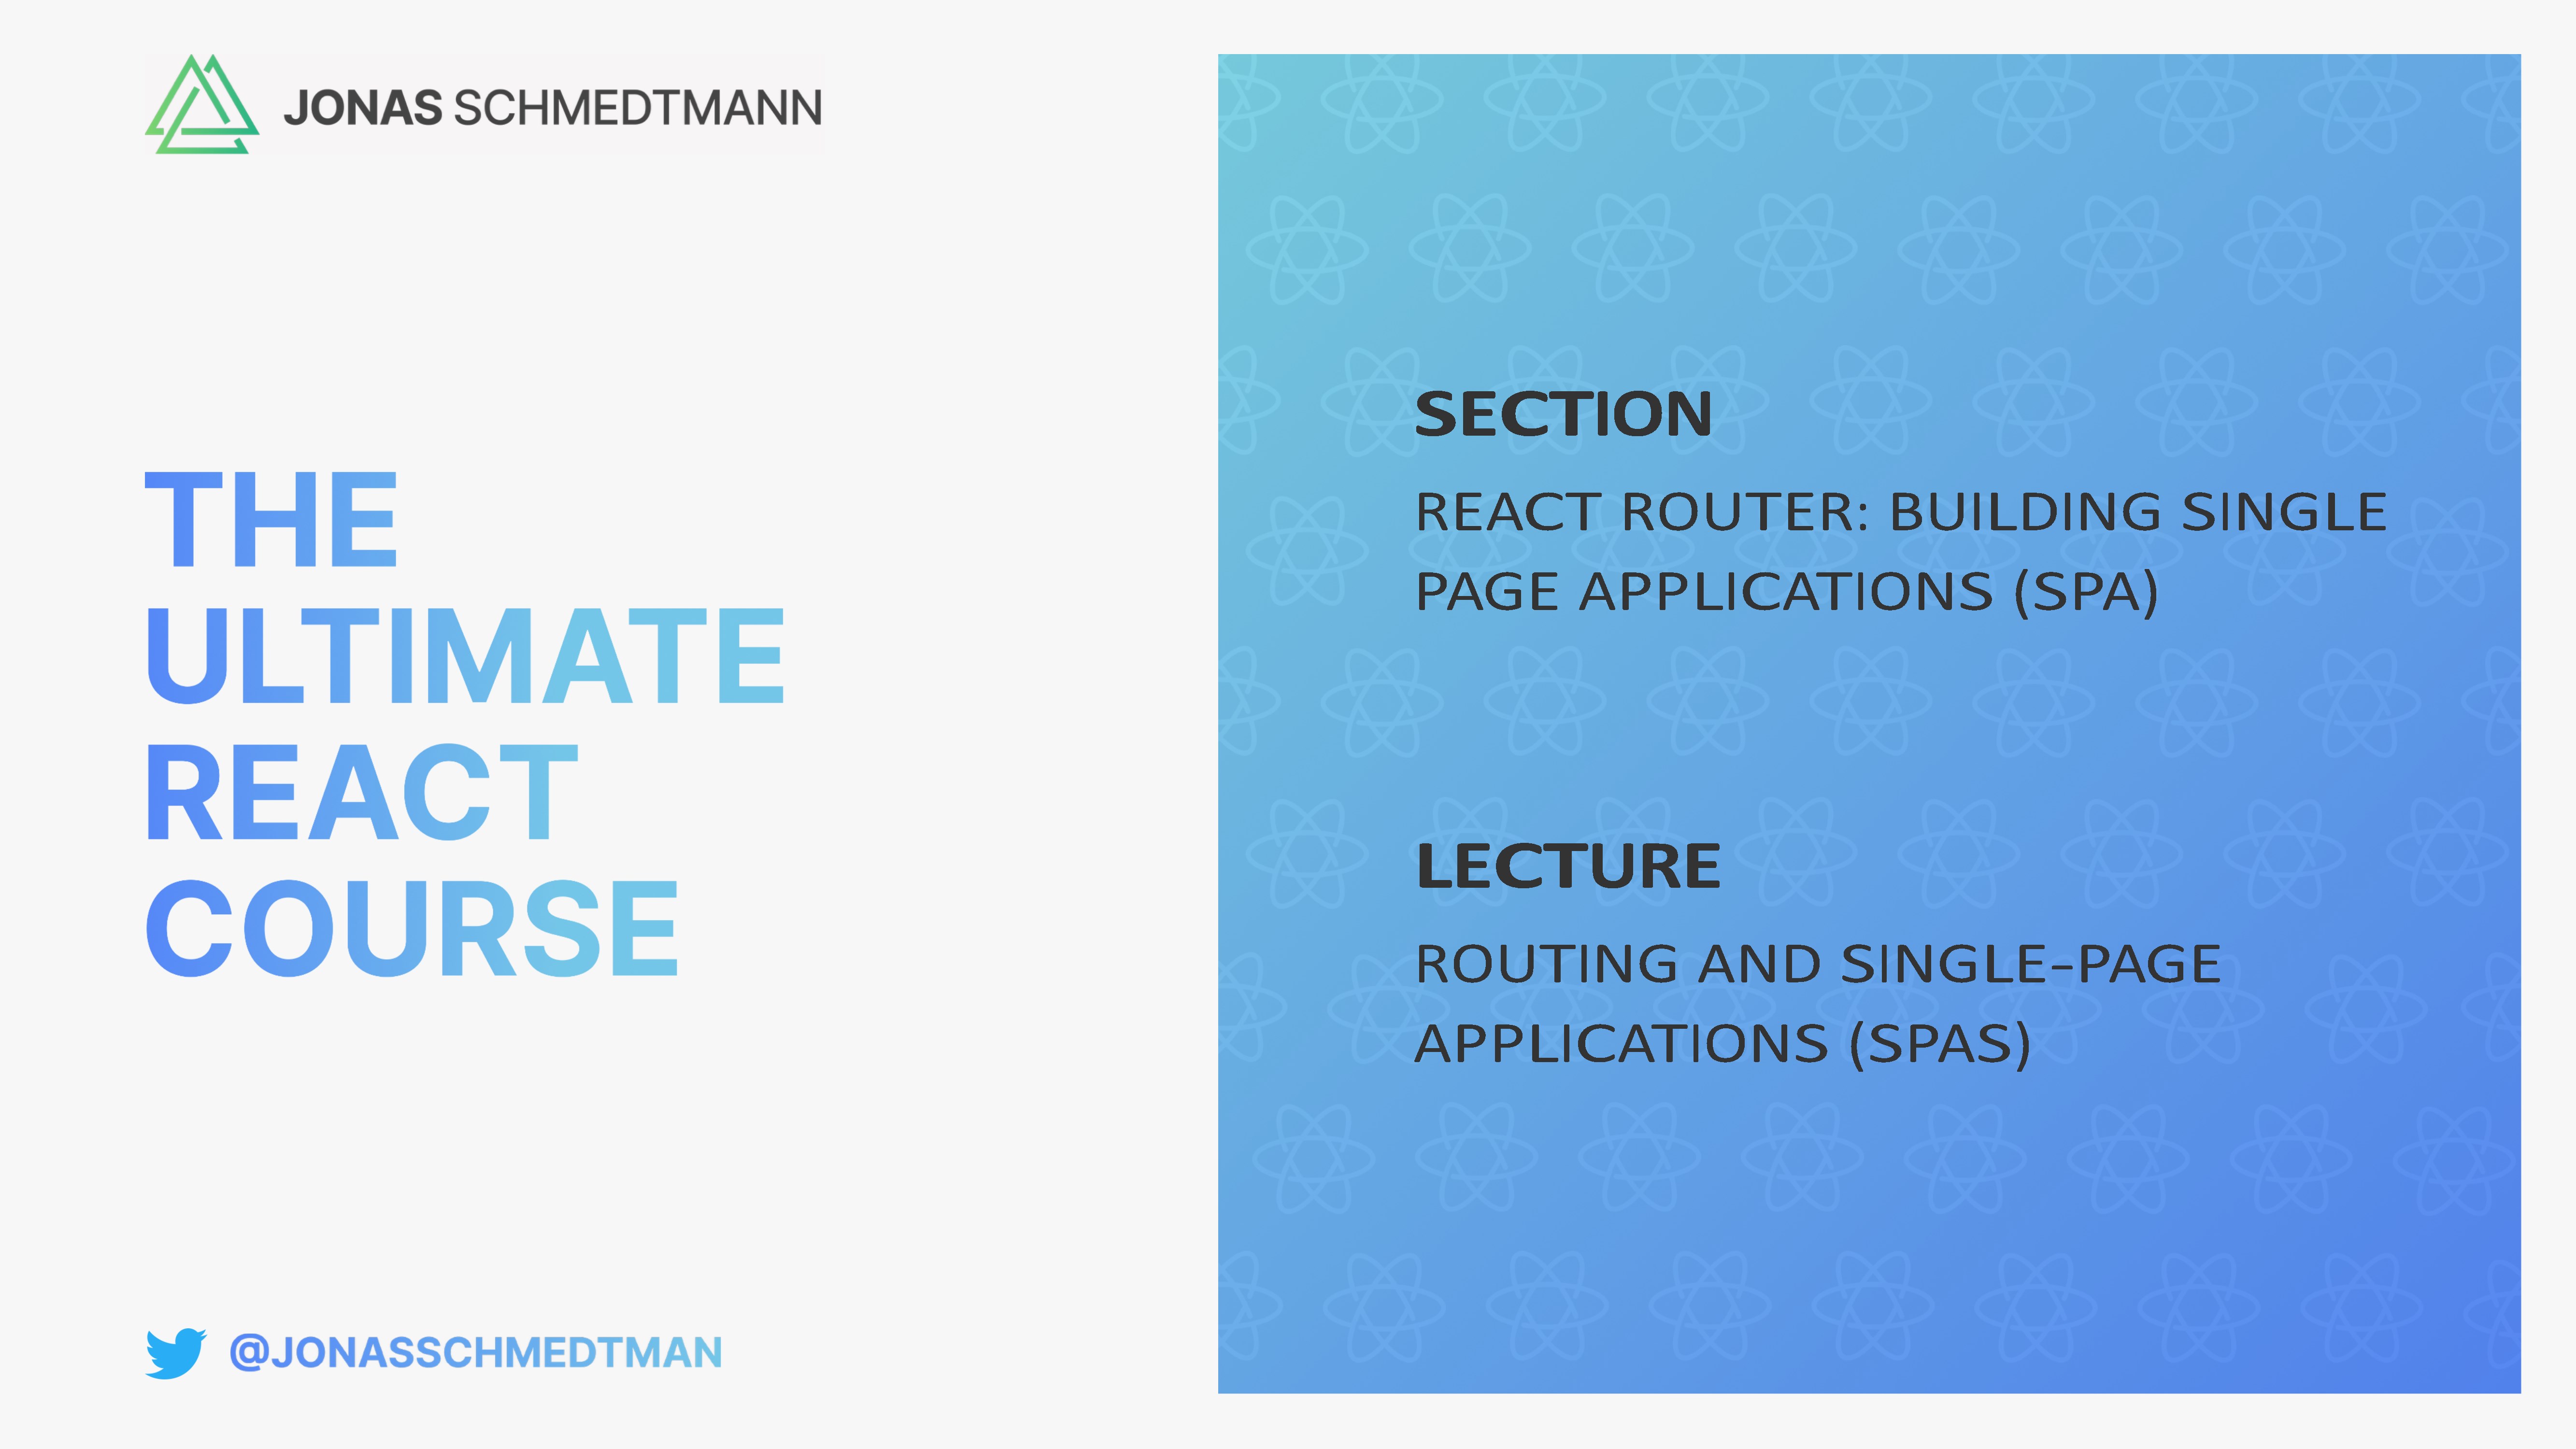 JONAS SCHMEDTMANN
THE
ULTIMATE
REACT
COURSE
@JONASSCHMEDTMAN
SECTION
REACT ROUTER: BUILDING SINGLE
PAGE APPLICATIONS (SPA)
LECTURE
ROUTING AND SINGLE-PAGE
APPLICATIONS (SPAS)